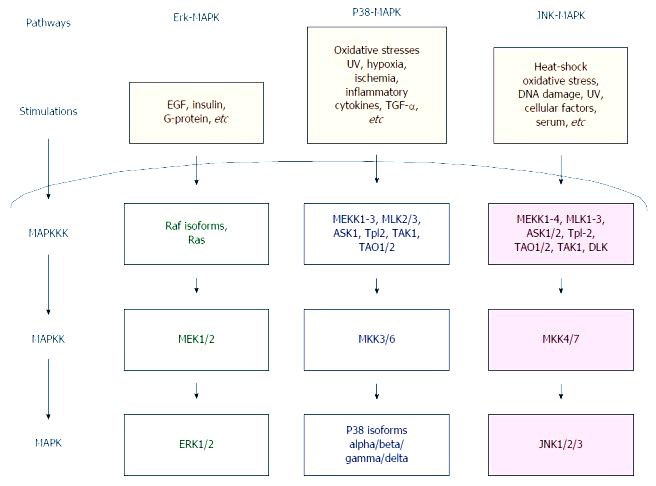 Pathways
Erk-MAPK
P38-MAPK
JNK-MAPK
Stimulations
EGF, insulin,
G-protein, etc
Oxidative stresses
UV, hypoxia,
ischemia,
inflammatory
cytokines, TGF-α,
etc
Heat-shock
oxidative stress,
DNA damage, UV,
cellular factors,
serum, etc
MAPKKK
Raf isoforms,
Ras
MEKK1-3, MLK2/3,
ASK1, Tpl2, TAK1,
TAO1/2
MEKK1-4, MLK1-3,
ASK1/2, Tpl-2,
TAO1/2, TAK1, DLK
MAPKK
MEK1/2
MKK3/6
MKK4/7
MAPK
ERK1/2
P38 isoforms
alpha/beta/
gamma/delta
JNK1/2/3